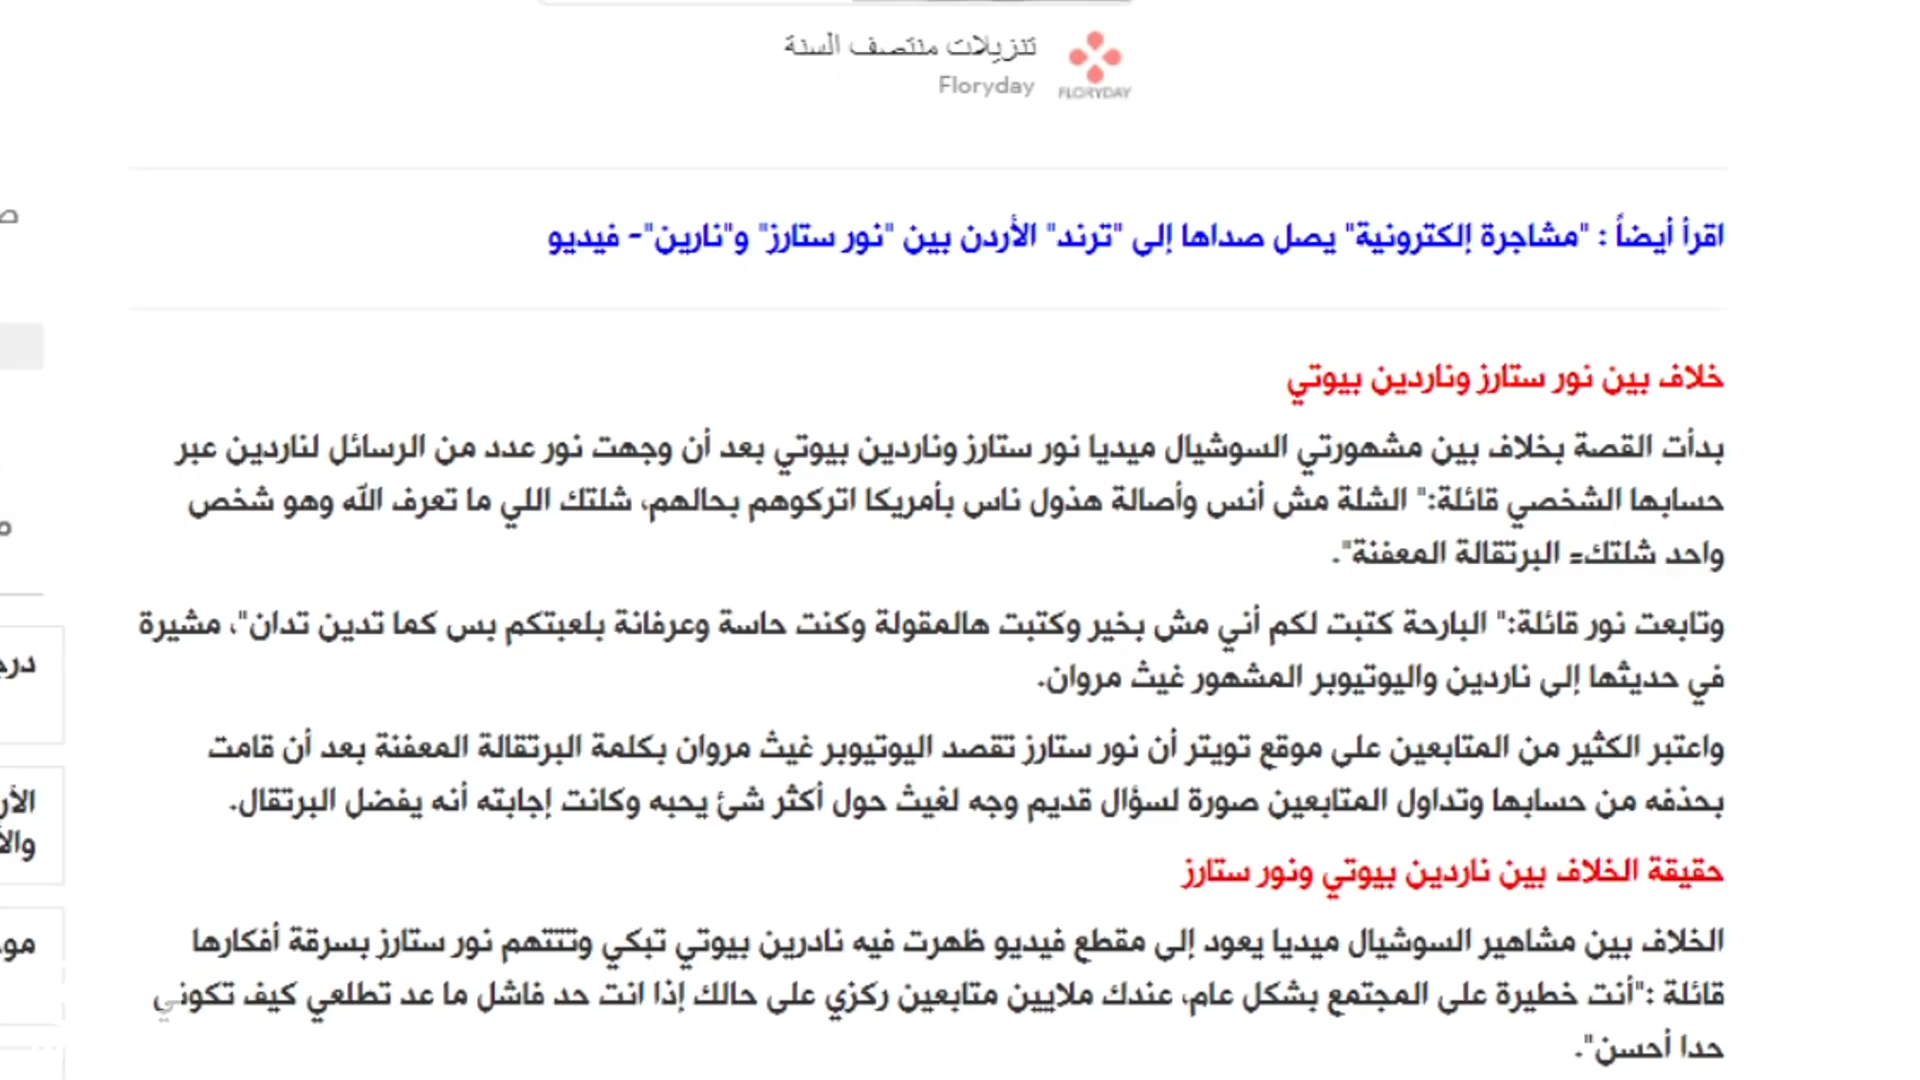 تنزيلات منتصف السنة
Floryday
FLORYDAY
اقرأ أيضاً : "مشاجرة إلكترونية" يصل صداها إلى "ترند" الأردن بين "نور ستارز" و"نارين"- فيديو
خلاف بين نور ستارز وناردين بيوتي
بدأت القصة بخلاف بين مشهورتي السوشيال ميديا نور ستارز وناردين بيوتي بعد أن وجهت نور عدد من الرسائل لناردين عبر
حسابها الشخصي قائلة:" الشلة مش أنس وأصالة هذول ناس بأمريكا اتركوهم بحالهم، شلتك اللي ما تعرف الله وهو شخص
واحد شلتك= البرتقالة المعفنة".
وتابعت نور قائلة:" البارحة كتبت لكم أني مش بخير وكتبت هالمقولة وكنت حاسة وعرفانة بلعبتكم بس كما تدين تدان"، مشيرة
في حديثها إلى ناردين واليوتيوبر المشهور غيث مروان.
واعتبر الكثير من المتابعين على موقع تويتر أن نور ستارز تقصد اليوتيوبر غيث مروان بكلمة البرتقالة المعفنة بعد أن قامت
بحذفه من حسابها وتداول المتابعين صورة لسؤال قديم وجه لغيث حول أكثر شئ يحبه وكانت إجابته أنه يفضل البرتقال.
حقيقة الخلاف بين ناردين بيوتي ونور ستارز
الخلاف بين مشاهير السوشيال ميديا يعود إلى مقطع فيديو ظهرت فيه نادرين بيوتي تبكي وتتتهم نور ستارز بسرقة أفكارها
قائلة :"أنت خطيرة على المجتمع بشكل عام، عندك ملايين متابعين ركزي على حالك إذا انت حد فاشل ما عد تطلعي كيف تكوني
حدا أحسن".